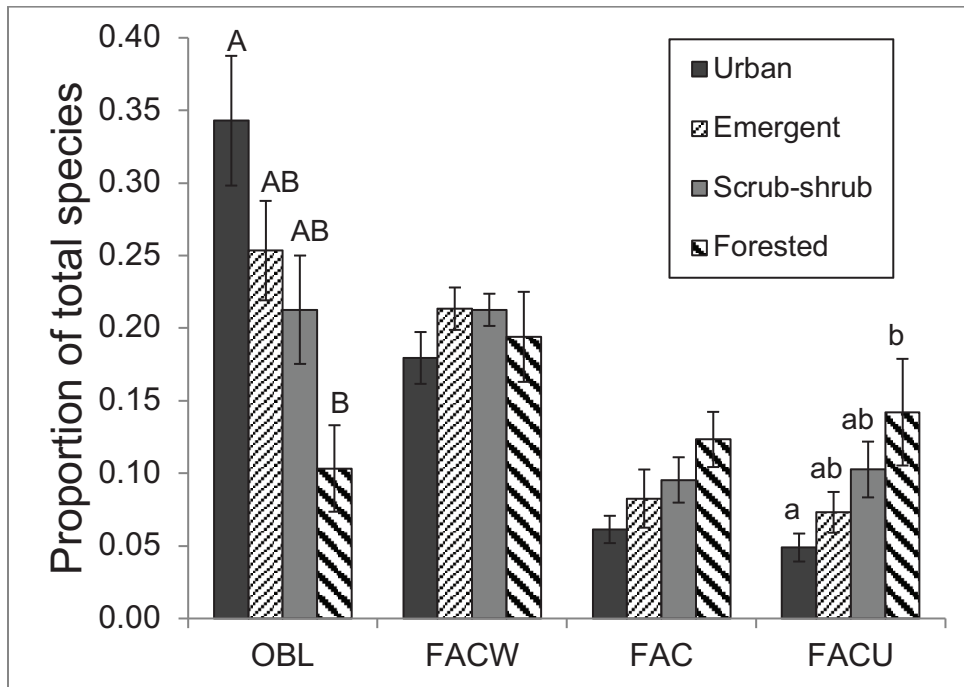 Proportion of total species
0.40
0.35
0.30
0.25
0.20
0.15
0.10
0.05
0.00
A
AB
AB
B
a
ab
ab
b
Urban
Emergent
Scrub-shrub
Forested
OBL
FACW
FAC
FACU